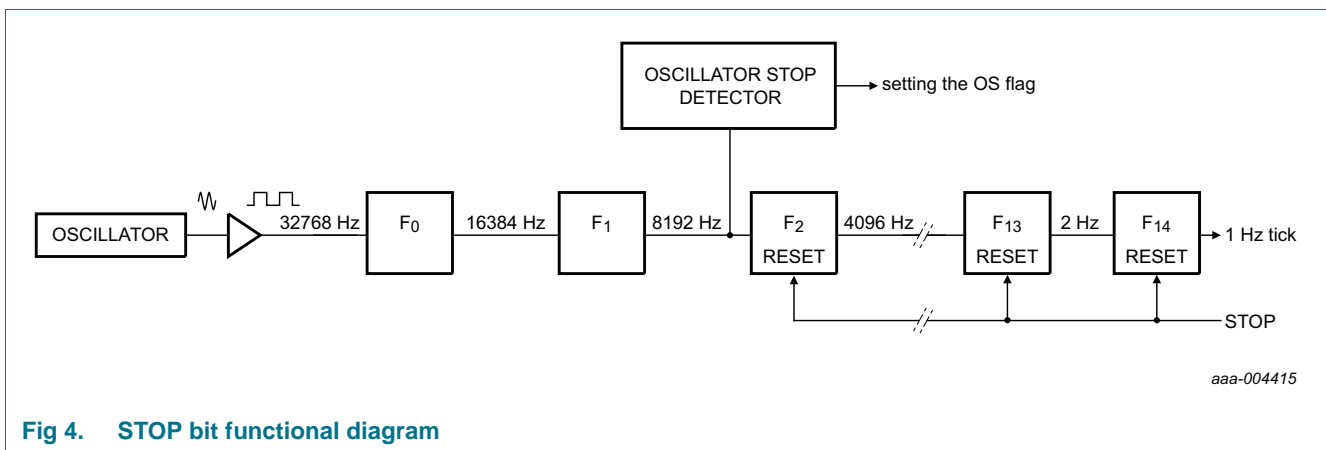 OSCILLATOR STOP
DETECTOR
setting the OS flag
OSCILLATOR
32768 Hz
F0
16384 Hz
F1
8192 Hz
F2
RESET
4096 Hz
F13
RESET
2 Hz
F14
RESET
1 Hz tick
STOP
aaa-004415
Fig 4. STOP bit functional diagram